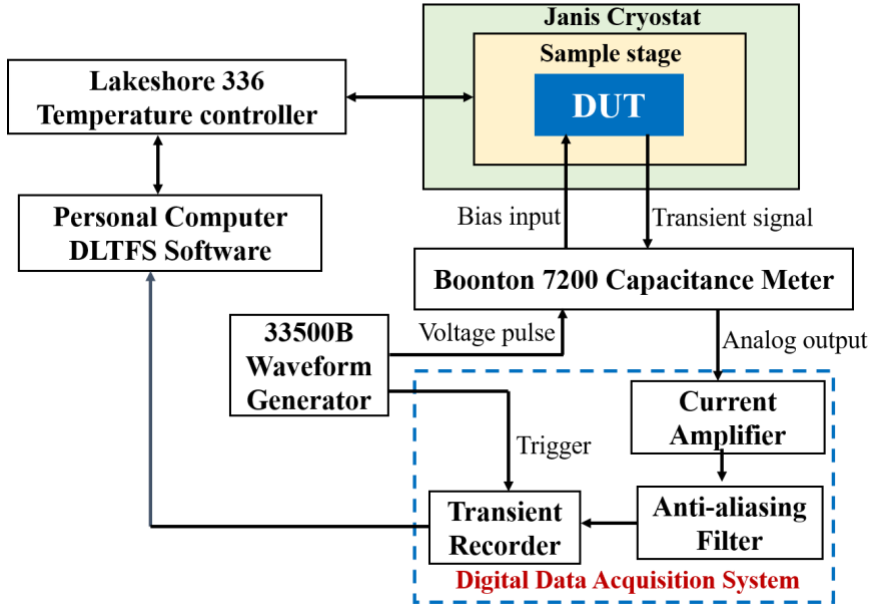 Janis Cryostat
Sample stage
DUT
Lakeshore 336
Temperature controller
Personal Computer
DLTFS Software
Bias input
Transient signal
Boonton 7200 Capacitance Meter
33500B
Waveform
Generator
Voltage pulse
Analog output
Current
Amplifier
Trigger
Transient
Recorder
Anti-aliasing
Filter
Digital Data Acquisition System